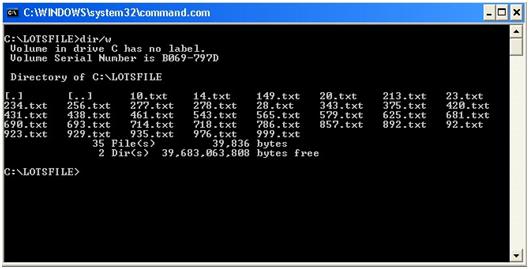 C:\WINDOWS\system32\command.com
C:\LOTSFILE>dir/w
Volume in drive C has no label.
Volume Serial Number is B069-797D
Directory of C:\LOTSFILE
[.] [..] 10.txt 14.txt 149.txt 20.txt 213.txt 23.txt
234.txt 256.txt 277.txt 278.txt 28.txt 343.txt 375.txt 420.txt
431.txt 438.txt 461.txt 543.txt 565.txt 579.txt 625.txt 681.txt
690.txt 693.txt 714.txt 718.txt 786.txt 857.txt 892.txt 92.txt
923.txt 929.txt 935.txt 976.txt 999.txt
35 File(s) 39,836 bytes
2 Dir(s) 39,683,063,808 bytes free
C:\LOTSFILE>